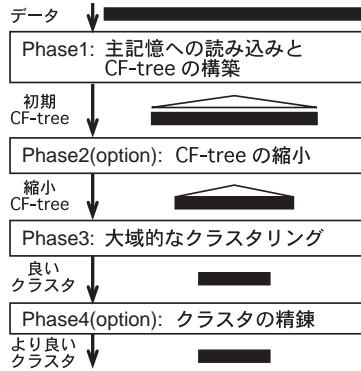 データ
Phase1: 主記憶への読み込みと
CF-tree の構築
初期
CF-tree
Phase2(option): CF-tree の縮小
縮小
CF-tree
Phase3: 大域的なクラスタリング
良い
クラスタ
Phase4(option): クラスタの精錬
より良い
クラスタ